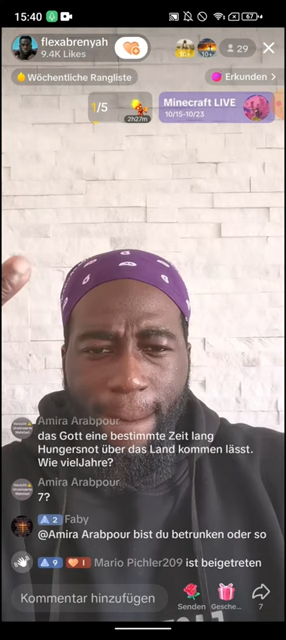 15:40
67%
flexabrenyah
9.4K Likes
29
Wöchentliche Rangliste
Erkunden >
1/5
2h27m
Minecraft LIVE
10/15-10/23
Amira Arabpour
das Gott eine bestimmte Zeit lang
Hungersnot über das Land kommen lässt.
Wie vielJahre?
Amira Arabpour
7?
2 Faby
@Amira Arabpour bist du betrunken oder so
9 1 Mario Pichler209 ist beigetreten
Kommentar hinzufügen
Senden
Gesche...
7